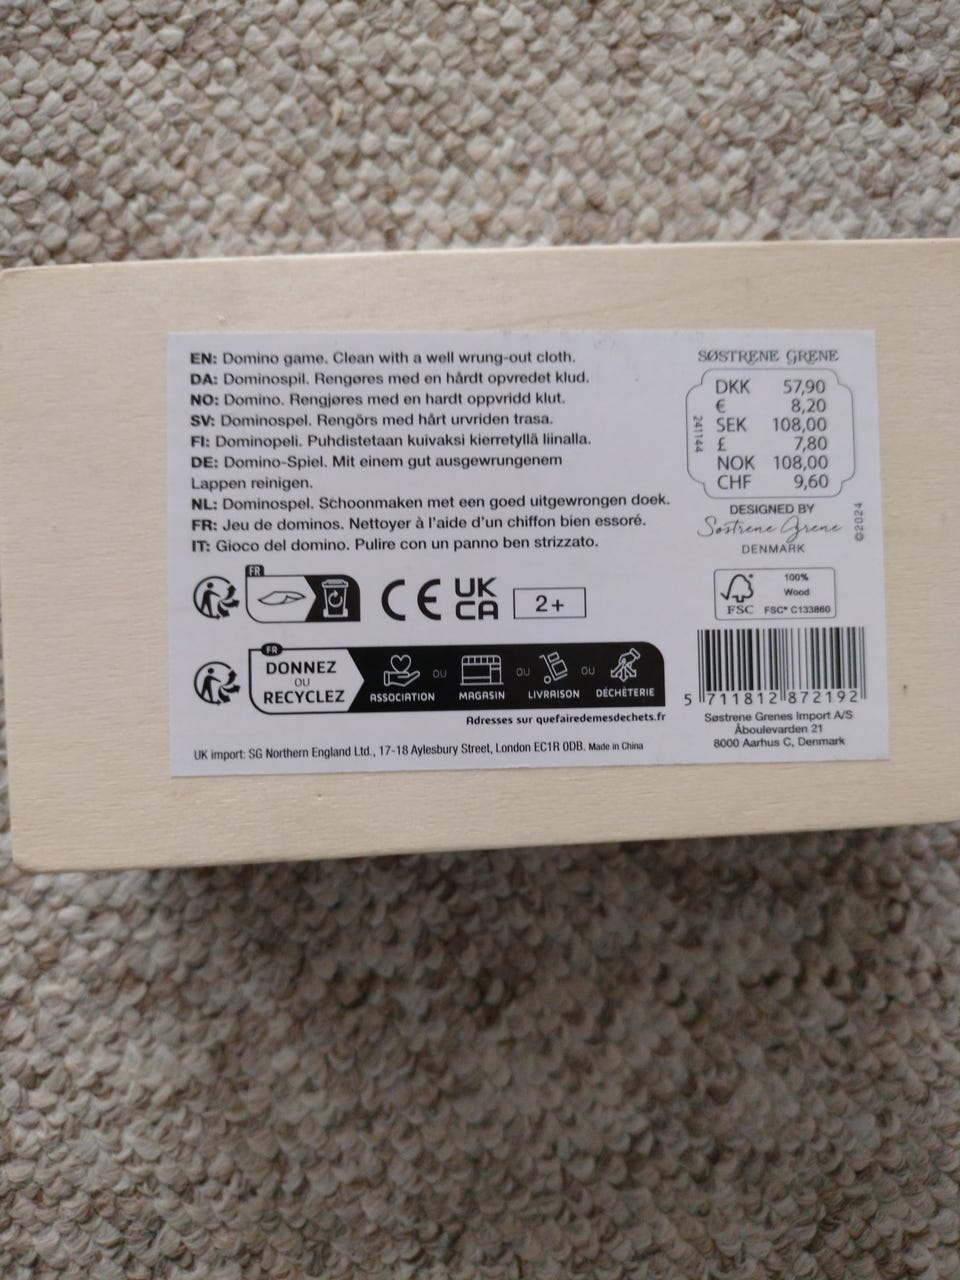 EN: Domino game. Clean with a well wrung-out cloth.
DA: Dominospil. Rengøres med en hårdt opvredet klud.
NO: Domino. Rengjøres med en hardt oppvridd klut.
SV: Dominospel. Rengörs med hårt urvriden trasa.
FI: Dominopeli. Puhdistetaan kuivaksi kierretyllä liinalla.
DE: Domino-Spiel. Mit einem gut ausgewrungenem
Lappen reinigen.
NL: Dominospel. Schoonmaken met een goed uitgewrongen doek.
FR: Jeu de dominos. Nettoyer à l'aide d'un chiffon bien essoré.
IT: Gioco del domino. Pulire con un panno ben strizzato.
FR
CE
UK
CA
2+
FR
DONNEZ
OU
RECYCLEZ
ASSOCIATION OU MAGASIN OU LIVRAISON OU DÉCHÈTERIE
Adresses sur quefairedemesdechets.fr
UK import: SG Northern England Ltd., 17-18 Aylesbury Street, London EC1R 0DB. Made in China
SØSTRENE GRENE
241144
DKK 57,90
€ 8,20
SEK 108,00
£ 7,80
NOK 108,00
CHF 9,60
DESIGNED BY
Søstrene Grene
DENMARK
©2024
FSC
100%
Wood
FSC® C133860
5 711812 872192
Søstrene Grenes Import A/S
Åboulevarden 21
8000 Aarhus C, Denmark